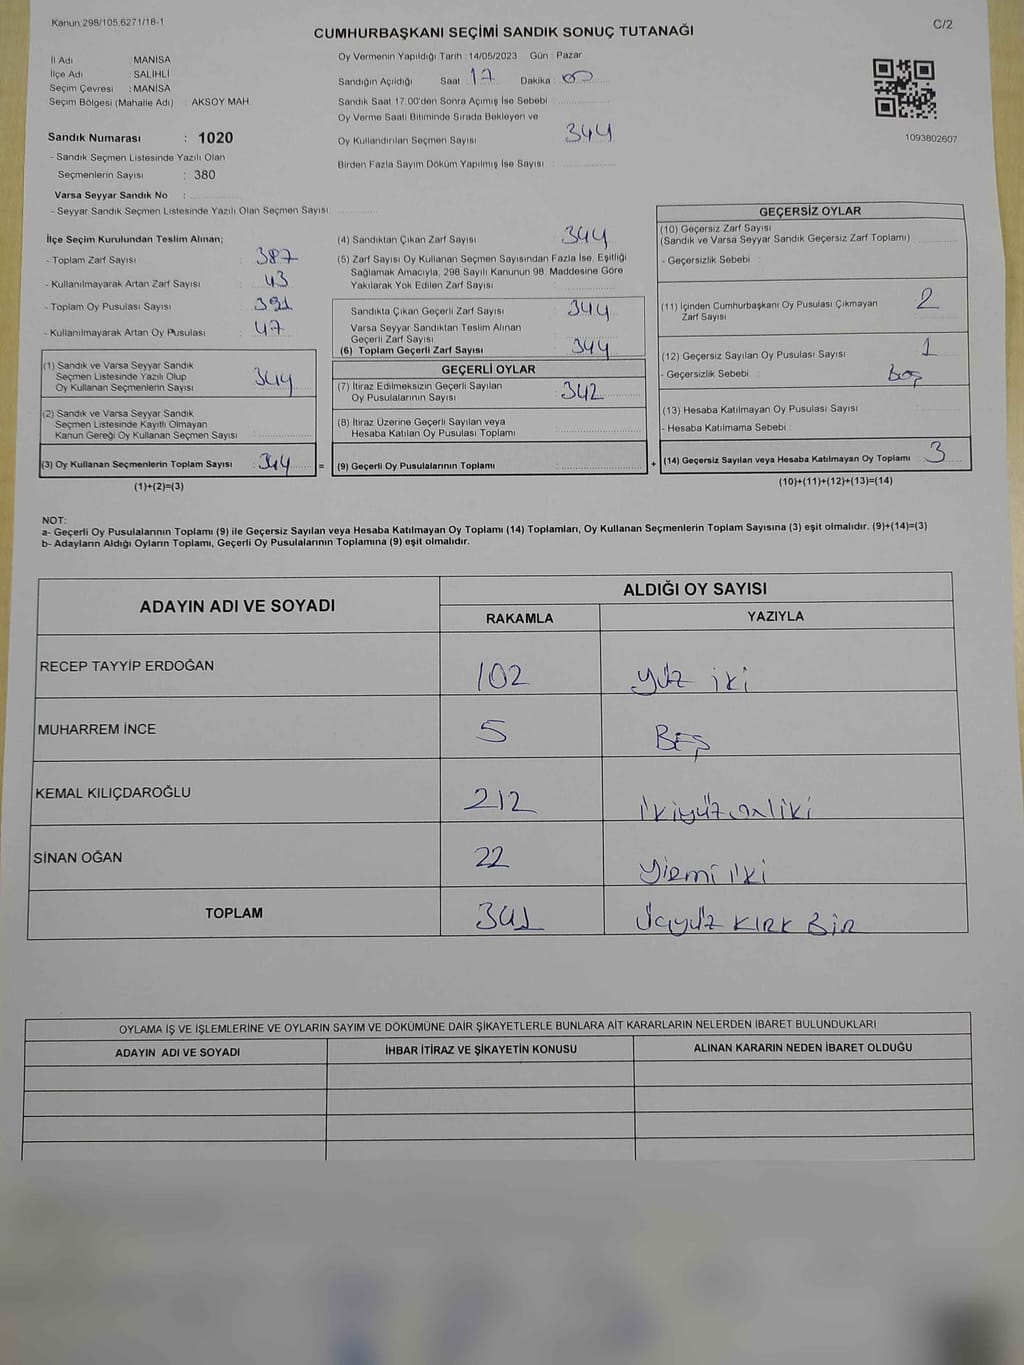 Kanun:298/105,6271/18-1
C/2
CUMHURBAŞKANI SEÇİMİ SANDIK SONUÇ TUTANAĞI
İl Adı : MANİSA
İlçe Adı : SALİHLİ
Seçim Çevresi : MANİSA
Seçim Bölgesi (Mahalle Adı) : AKSOY MAH.
Sandık Numarası : 1020
- Sandık Seçmen Listesinde Yazılı Olan
Seçmenlerin Sayısı : 380
Varsa Seyyar Sandık No :
- Seyyar Sandık Seçmen Listesinde Yazılı Olan Seçmen Sayısı
Oy Vermenin Yapıldığı Tarih : 14/05/2023 Gün : Pazar
Sandığın Açıldığı Saat 17 Dakika : 00
Sandık Saat 17:00'den Sonra Açımış İse Sebebi :
Oy Verme Saati Bitiminde Sırada Bekleyen ve
Oy Kullandırılan Seçmen Sayısı : 344
Birden Fazla Sayım Döküm Yapılmış İse Sayısı :
1093802607
İlçe Seçim Kurulundan Teslim Alınan;
- Toplam Zarf Sayısı : 387
- Kullanılmayarak Artan Zarf Sayısı : 43
- Toplam Oy Pusulası Sayısı : 391
- Kullanılmayarak Artan Oy Pusulası : 47
(1) Sandık ve Varsa Seyyar Sandık
Seçmen Listesinde Yazılı Olup
Oy Kullanan Seçmenlerin Sayısı : 344
(2) Sandık ve Varsa Seyyar Sandık
Seçmen Listesinde Kayıtlı Olmayan
Kanun Gereği Oy Kullanan Seçmen Sayısı :
(3) Oy Kullanan Seçmenlerin Toplam Sayısı : 344 =
(1)+(2)=(3)
(4) Sandıktan Çıkan Zarf Sayısı : 344
(5) Zarf Sayısı Oy Kullanan Seçmen Sayısından Fazla İse, Eşitliği
Sağlamak Amacıyla, 298 Sayılı Kanunun 98. Maddesine Göre
Yakılarak Yok Edilen Zarf Sayısı :
Sandıkta Çıkan Geçerli Zarf Sayısı : 344
Varsa Seyyar Sandıktan Teslim Alınan
Geçerli Zarf Sayısı :
(6) Toplam Geçerli Zarf Sayısı : 344
GEÇERLİ OYLAR
(7) İtiraz Edilmeksizin Geçerli Sayılan
Oy Pusulalarının Sayısı : 342
(8) İtiraz Üzerine Geçerli Sayılan veya
Hesaba Katılan Oy Pusulası Toplamı :
(9) Geçerli Oy Pusulalarının Toplamı : +
GEÇERSİZ OYLAR
(10) Geçersiz Zarf Sayısı
(Sandık ve Varsa Seyyar Sandık Geçersiz Zarf Toplamı) :
- Geçersizlik Sebebi :
(11) İçinden Cumhurbaşkanı Oy Pusulası Çıkmayan
Zarf Sayısı : 2
(12) Geçersiz Sayılan Oy Pusulası Sayısı : 1
- Geçersizlik Sebebi : Boş
(13) Hesaba Katılmayan Oy Pusulası Sayısı :
- Hesaba Katılmama Sebebi :
(14) Geçersiz Sayılan veya Hesaba Katılmayan Oy Toplamı : 3
(10)+(11)+(12)+(13)=(14)
NOT:
a- Geçerli Oy Pusulalarının Toplamı (9) ile Geçersiz Sayılan veya Hesaba Katılmayan Oy Toplamı (14) Toplamları, Oy Kullanan Seçmenlerin Toplam Sayısına (3) eşit olmalıdır. (9)+(14)=(3)
b- Adayların Aldığı Oyların Toplamı, Geçerli Oy Pusulalarının Toplamına (9) eşit olmalıdır.
ADAYIN ADI VE SOYADI
ALDIĞI OY SAYISI
RAKAMLA YAZIYLA
RECEP TAYYİP ERDOĞAN 102 yüz iki
MUHARREM İNCE 5 BEŞ
KEMAL KILIÇDAROĞLU 212 ikiyüz oniki
SİNAN OĞAN 22 yirmi iki
TOPLAM 341 üçyüz KIRK BİR
OYLAMA İŞ VE İŞLEMLERİNE VE OYLARIN SAYIM VE DÖKÜMÜNE DAİR ŞİKAYETLERLE BUNLARA AİT KARARLARIN NELERDEN İBARET BULUNDUKLARI
ADAYIN ADI VE SOYADI İHBAR İTİRAZ VE ŞİKAYETİN KONUSU ALINAN KARARIN NEDEN İBARET OLDUĞU